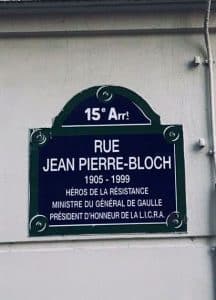 15e Arrt
RUE
JEAN PIERRE-BLOCH
1905 - 1999
HÉROS DE LA RÉSISTANCE
MINISTRE DU GÉNÉRAL DE GAULLE
PRÉSIDENT D'HONNEUR DE LA L.I.C.R.A.